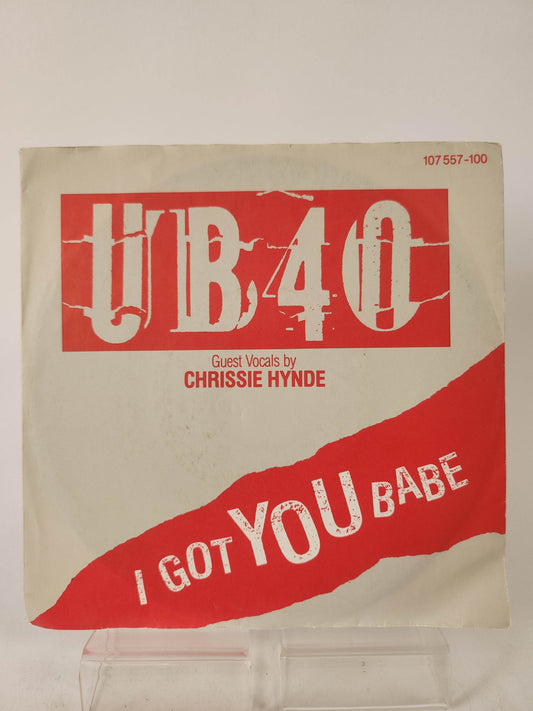 107 557-100
UB40
Guest Vocals by
CHRISSIE HYNDE
I GOT YOU BABE